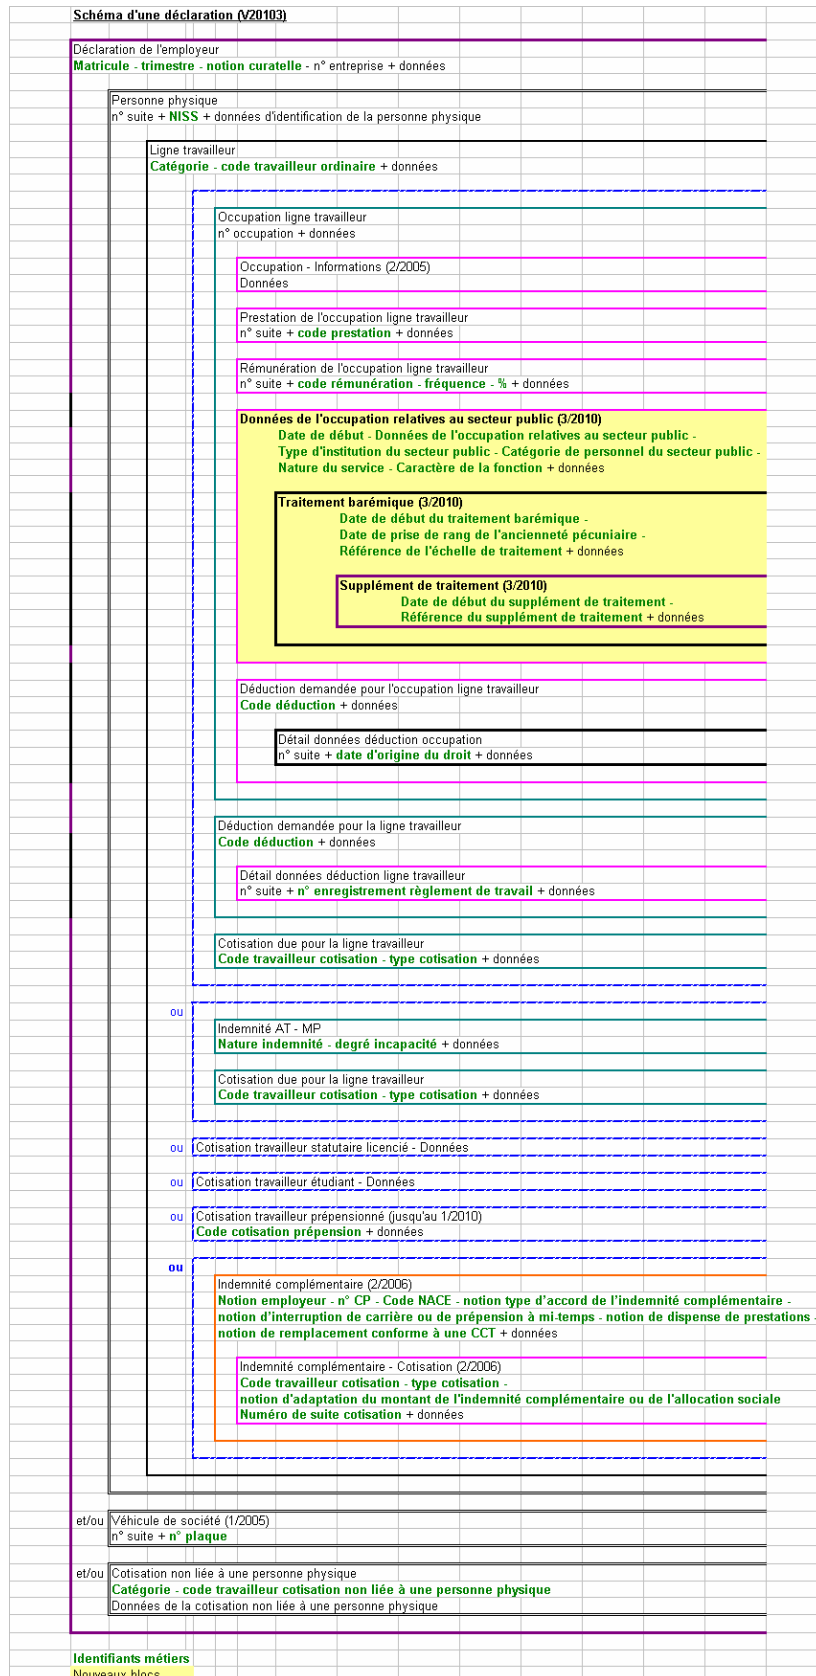 Schéma d'une déclaration (V20103)
Déclaration de l'employeur
Matricule - trimestre - notion curatelle - n° entreprise + données
Personne physique
n° suite + NISS + données d'identification de la personne physique
Ligne travailleur
Catégorie - code travailleur ordinaire + données
Occupation ligne travailleur
n° occupation + données
Occupation - Informations (2/2005)
Données
Prestation de l'occupation ligne travailleur
n° suite + code prestation + données
Rémunération de l'occupation ligne travailleur
n° suite + code rémunération - fréquence - % + données
Données de l'occupation relatives au secteur public (3/2010)
Date de début - Données de l'occupation relatives au secteur public -
Type d'institution du secteur public - Catégorie de personnel du secteur public -
Nature du service - Caractère de la fonction + données
Traitement barémique (3/2010)
Date de début du traitement barémique -
Date de prise de rang de l'ancienneté pécuniaire -
Référence de l'échelle de traitement + données
Supplément de traitement (3/2010)
Date de début du supplément de traitement -
Référence du supplément de traitement + données
Déduction demandée pour l'occupation ligne travailleur
Code déduction + données
Détail données déduction occupation
n° suite + date d'origine du droit + données
Déduction demandée pour la ligne travailleur
Code déduction + données
Détail données déduction ligne travailleur
n° suite + n° enregistrement règlement de travail + données
Cotisation due pour la ligne travailleur
Code travailleur cotisation - type cotisation + données
ou
Indemnité AT - MP
Nature indemnité - degré incapacité + données
Cotisation due pour la ligne travailleur
Code travailleur cotisation - type cotisation + données
ou Cotisation travailleur statutaire licencié - Données
ou Cotisation travailleur étudiant - Données
ou Cotisation travailleur prépensionné (jusqu'au 1/2010)
Code cotisation prépension + données
ou
Indemnité complémentaire (2/2006)
Notion employeur - n° CP - Code NACE - notion type d'accord de l'indemnité complémentaire -
notion d'interruption de carrière ou de prépension à mi-temps - notion de dispense de prestations -
notion de remplacement conforme à une CCT + données
Indemnité complémentaire - Cotisation (2/2006)
Code travailleur cotisation - type cotisation -
notion d'adaptation du montant de l'indemnité complémentaire ou de l'allocation sociale
Numéro de suite cotisation + données
et/ou Véhicule de société (1/2005)
n° suite + n° plaque
et/ou Cotisation non liée à une personne physique
Catégorie - code travailleur cotisation non liée à une personne physique
Données de la cotisation non liée à une personne physique
Identifiants métiers
Nouveaux blocs